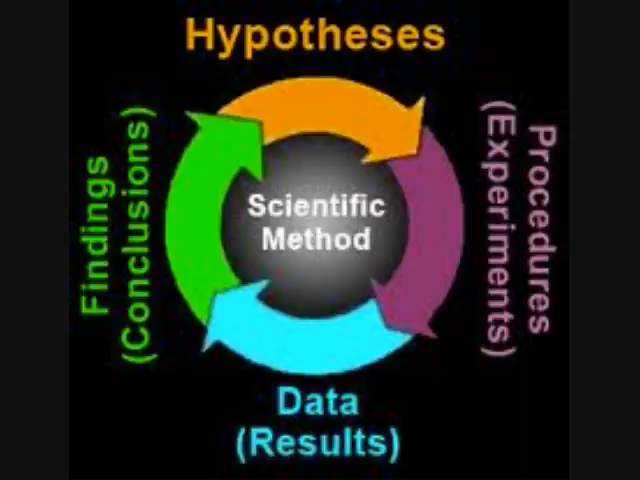 Hypotheses
Procedures
(Experiments)
Scientific
Method
Data
(Results)
Findings
(Conclusions)